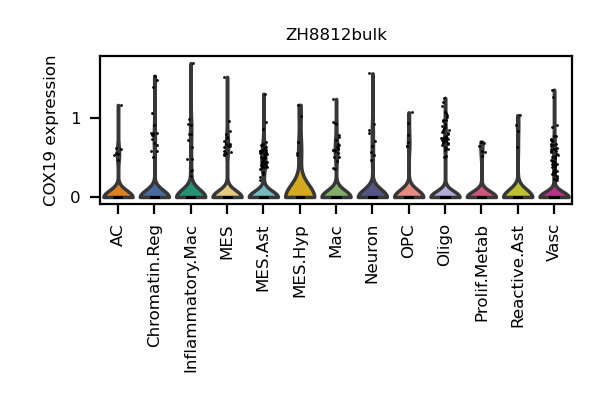 ZH8812bulk
COX19 expression
1
0
AC
Chromatin.Reg
Inflammatory.Mac
MES
MES.Ast
MES.Hyp
Mac
Neuron
OPC
Oligo
Prolif.Metab
Reactive.Ast
Vasc